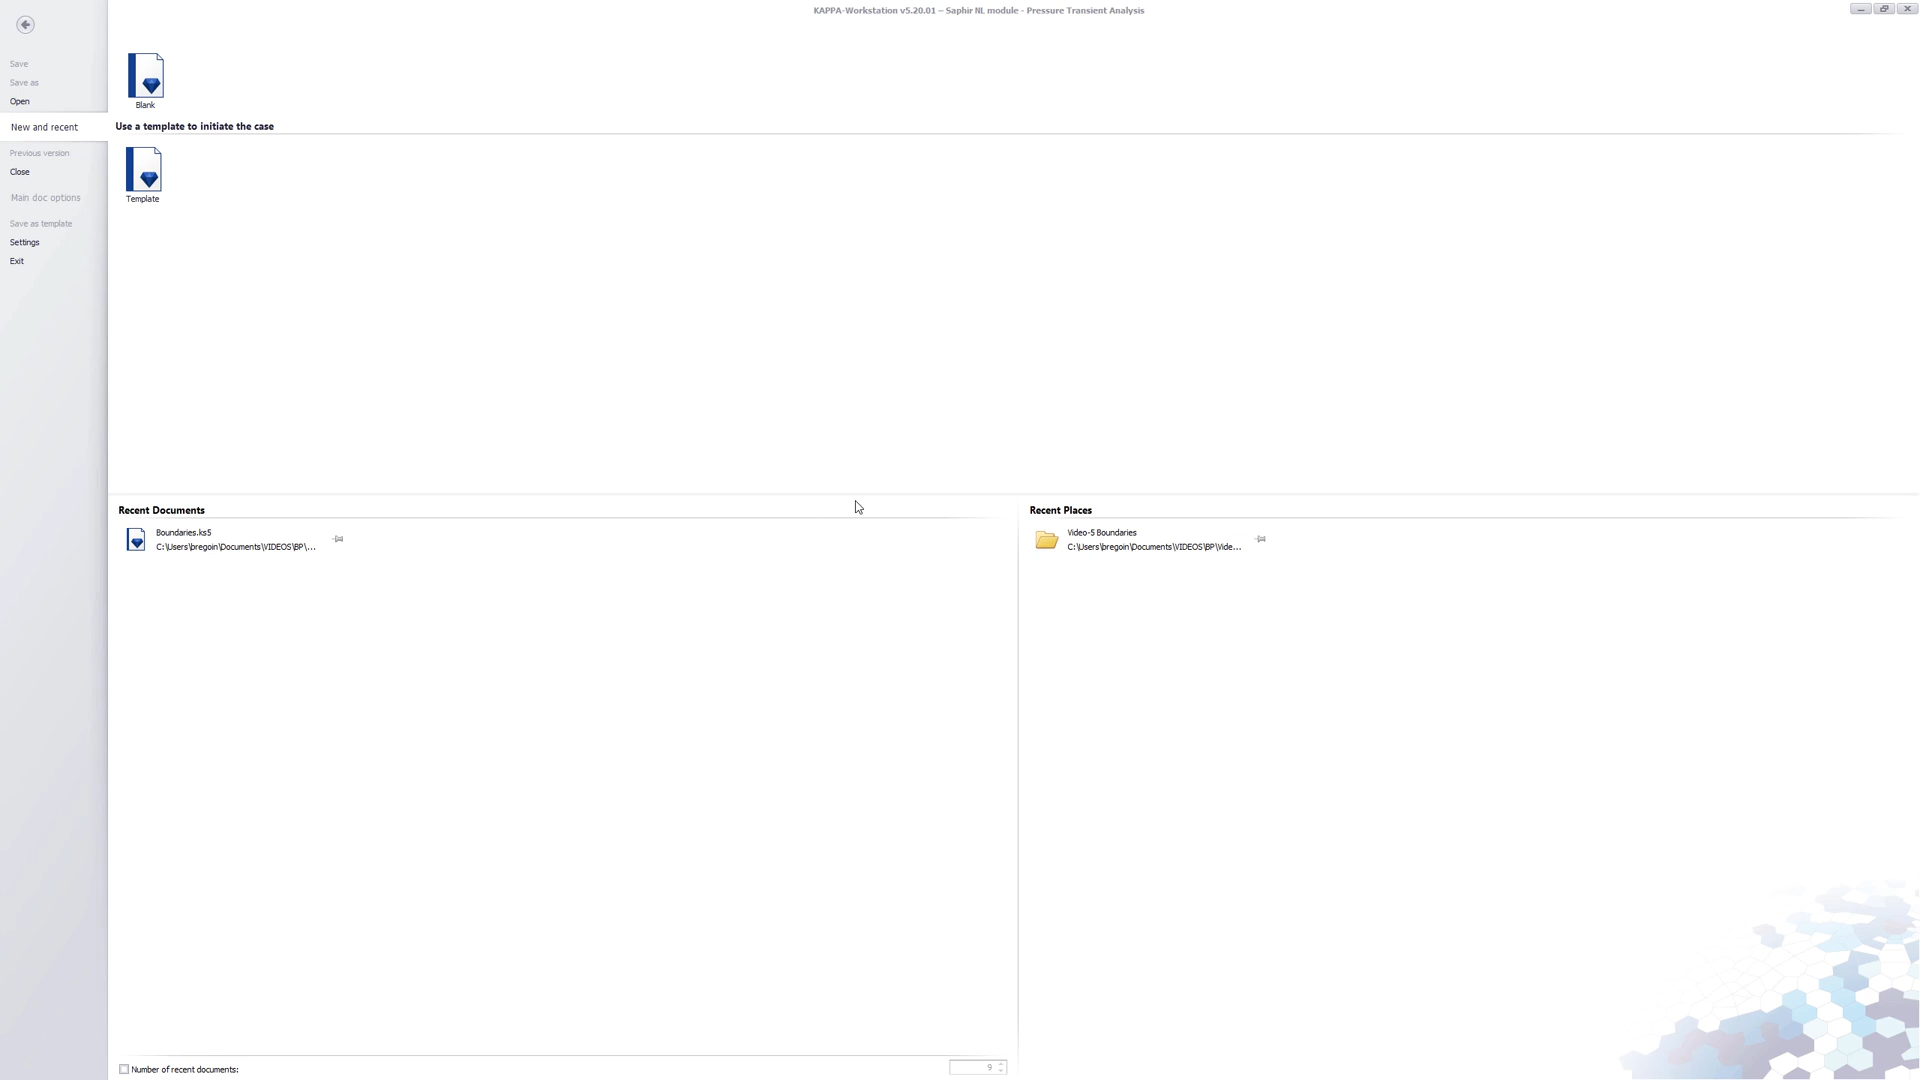 KAPPA-Workstation v5.20.01 – Saphir NL module - Pressure Transient Analysis
Save
Save as
Open
New and recent
Previous version
Close
Main doc options
Save as template
Settings
Exit
Blank
Use a template to initiate the case
Template
Recent Documents
Boundaries.ks5
C:\Users\bregoin\Documents\VIDEOS\BP\...
Number of recent documents:
9
Recent Places
Video-5 Boundaries
C:\Users\bregoin\Documents\VIDEOS\BP\Vide...